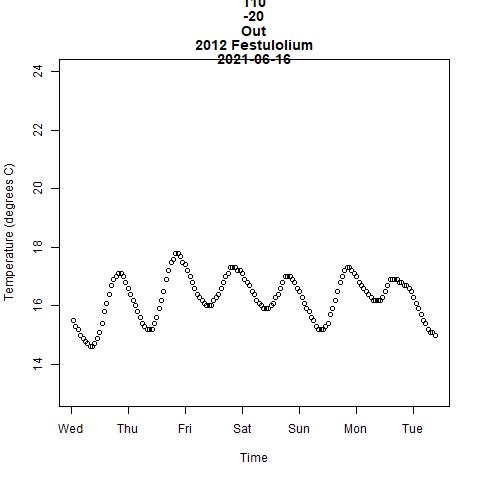 110
-20
Out
2012 Festulolium
2021-06-16
24
22
20
18
16
14
Temperature (degrees C)
Wed Thu Fri Sat Sun Mon Tue
Time